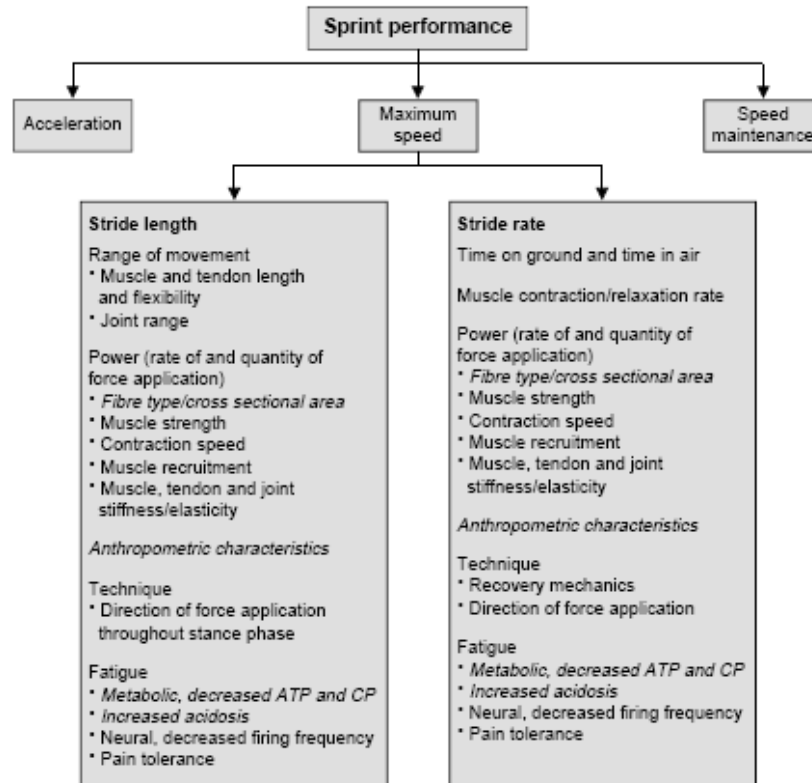 Sprint performance
Acceleration
Maximum
speed
Speed
maintenance
Stride length
Range of movement
• Muscle and tendon length
and flexibility
• Joint range
Power (rate of and quantity of
force application)
• Fibre type/cross sectional area
• Muscle strength
• Contraction speed
• Muscle recruitment
• Muscle, tendon and joint
stiffness/elasticity
Anthropometric characteristics
Technique
• Direction of force application
throughout stance phase
Fatigue
• Metabolic, decreased ATP and CP
• Increased acidosis
• Neural, decreased firing frequency
• Pain tolerance
Stride rate
Time on ground and time in air
Muscle contraction/relaxation rate
Power (rate of and quantity of
force application)
• Fibre type/cross sectional area
• Muscle strength
• Contraction speed
• Muscle recruitment
• Muscle, tendon and joint
stiffness/elasticity
Anthropometric characteristics
Technique
• Recovery mechanics
• Direction of force application
Fatigue
• Metabolic, decreased ATP and CP
• Increased acidosis
• Neural, decreased firing frequency
• Pain tolerance